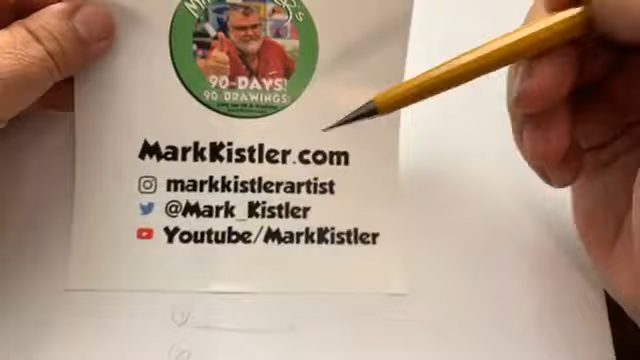 90-DAYS!
90 DRAWINGS!
MarkKistler.com
markkistlerartist
@Mark_Kistler
Youtube/MarkKistler